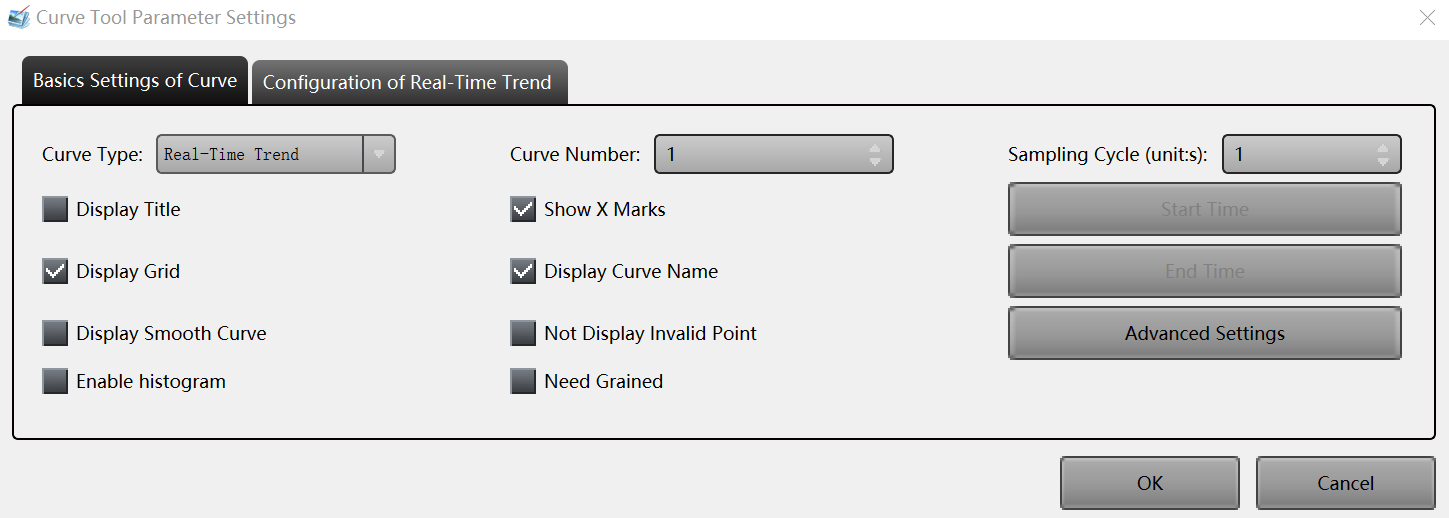 Curve Tool Parameter Settings
Basics Settings of Curve
Configuration of Real-Time Trend
Curve Type: Real-Time Trend
Curve Number: 1
Sampling Cycle (unit:s): 1
Display Title
Show X Marks
Start Time
Display Grid
Display Curve Name
End Time
Display Smooth Curve
Not Display Invalid Point
Advanced Settings
Enable histogram
Need Grained
OK
Cancel